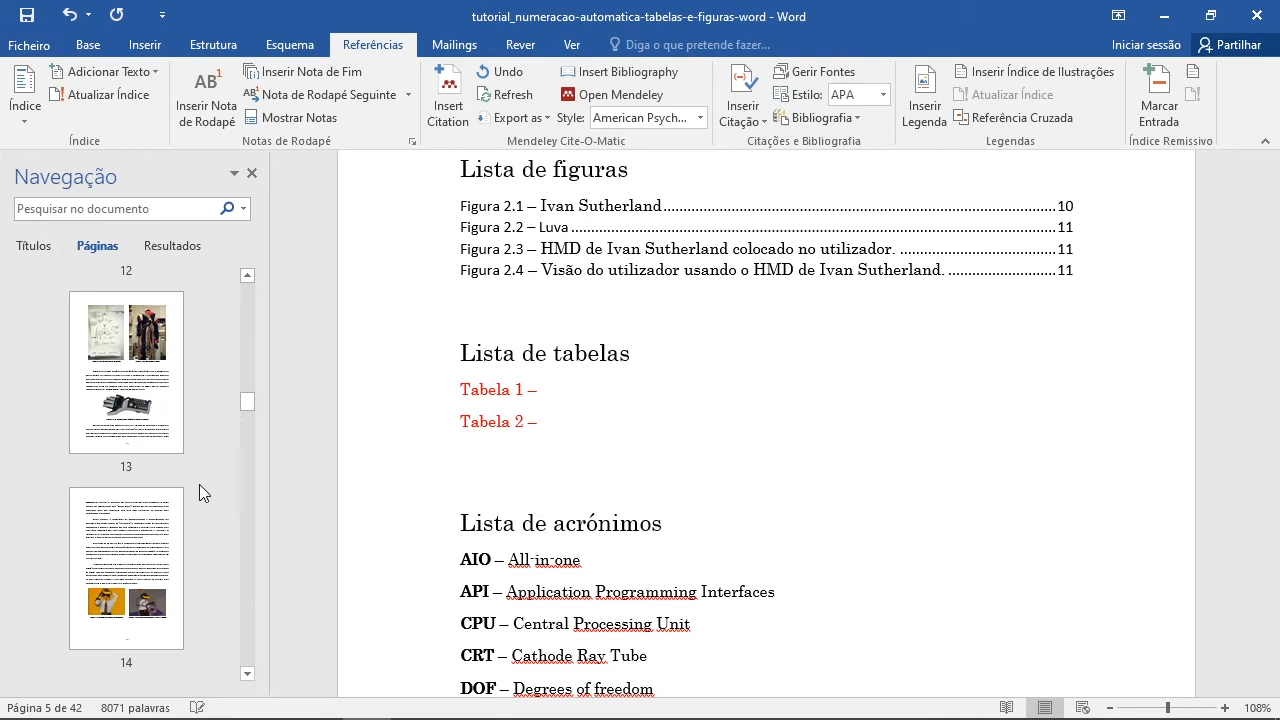 tutorial_numeracao-automatica-tabelas-e-figuras-word - Word
Ficheiro Base Inserir Estrutura Esquema Referências Mailings Rever Ver Diga o que pretende fazer... Iniciar sessão Partilhar
Índice
Adicionar Texto
Atualizar Índice
Índice
AB1
Inserir Nota de Rodapé
Inserir Nota de Fim
Nota de Rodapé Seguinte
Mostrar Notas
Notas de Rodapé
Insert Citation
Undo
Refresh
Export as
Insert Bibliography
Open Mendeley
Style: American Psych...
Mendeley Cite-O-Matic
Inserir Citação
Gerir Fontes
Estilo: APA
Bibliografia
Citações e Bibliografia
Inserir Legenda
Inserir Índice de Ilustrações
Atualizar Índice
Referência Cruzada
Legendas
Marcar Entrada
Índice Remissivo
Navegação
Pesquisar no documento
Títulos Páginas Resultados
12
13
14
Lista de figuras
Figura 2.1 – Ivan Sutherland 10
Figura 2.2 – Luva 11
Figura 2.3 – HMD de Ivan Sutherland colocado no utilizador. 11
Figura 2.4 – Visão do utilizador usando o HMD de Ivan Sutherland. 11
Lista de tabelas
Tabela 1 –
Tabela 2 –
Lista de acrónimos
AIO – All-in-one
API – Application Programming Interfaces
CPU – Central Processing Unit
CRT – Cathode Ray Tube
DOF – Degrees of freedom
Página 5 de 42 8071 palavras 108%